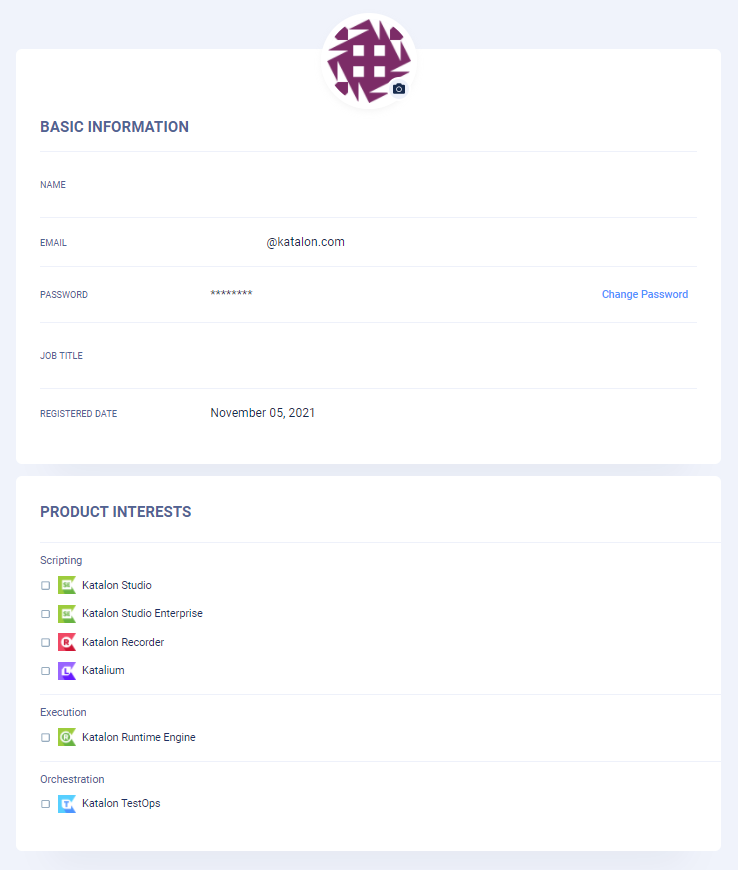 BASIC INFORMATION
NAME
EMAIL @katalon.com
PASSWORD ******** Change Password
JOB TITLE
REGISTERED DATE November 05, 2021
PRODUCT INTERESTS
Scripting
Katalon Studio
Katalon Studio Enterprise
Katalon Recorder
Katalium
Execution
Katalon Runtime Engine
Orchestration
Katalon TestOps